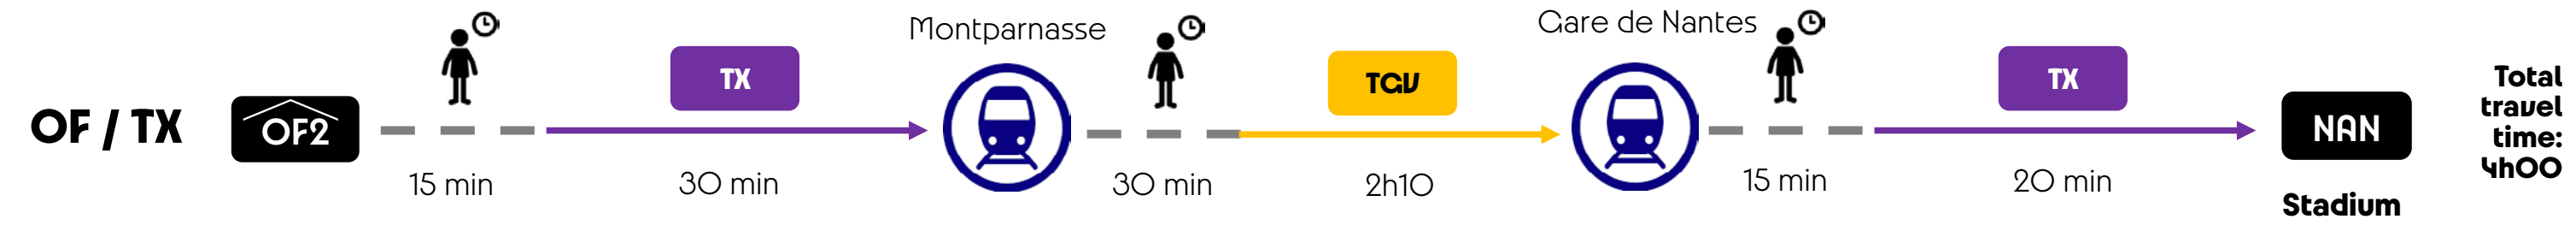 OF / TX
OF2
15 min
TX
30 min
Montparnasse
30 min
TGV
2h10
Gare de Nantes
15 min
TX
20 min
NAN
Stadium
Total
travel
time:
4h00